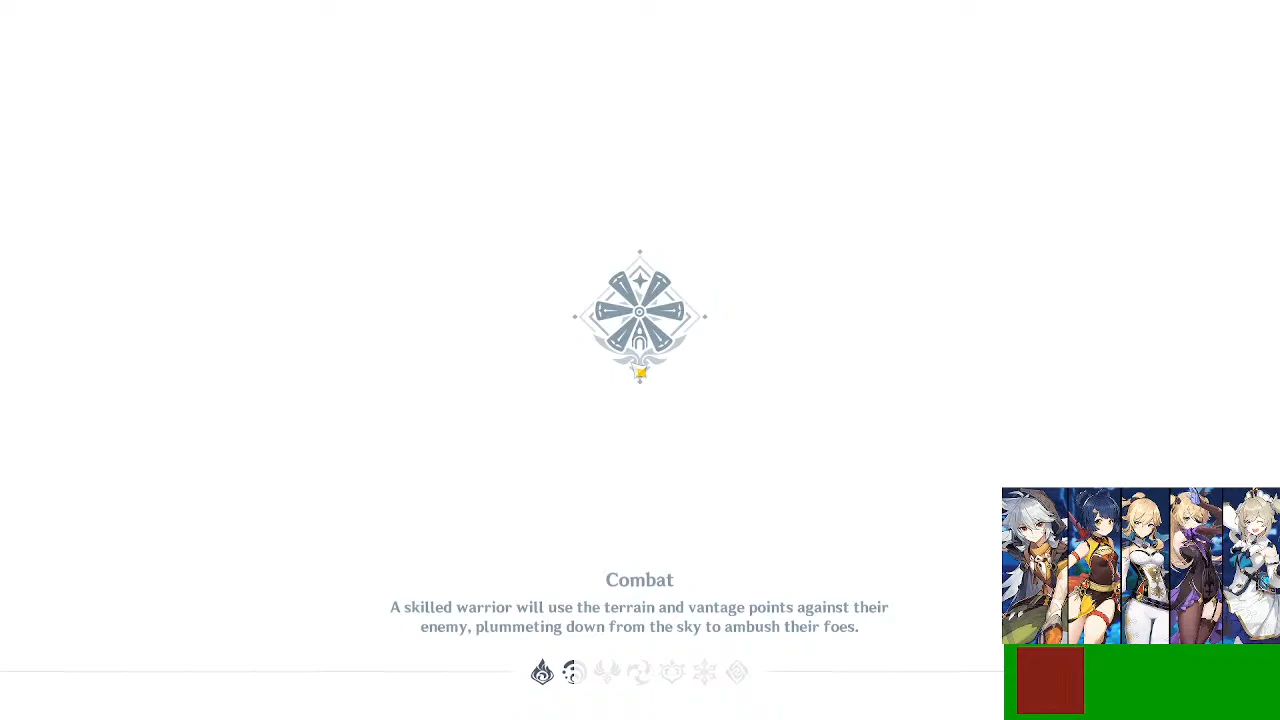 Combat
A skilled warrior will use the terrain and vantage points against their
enemy, plummeting down from the sky to ambush their foes.